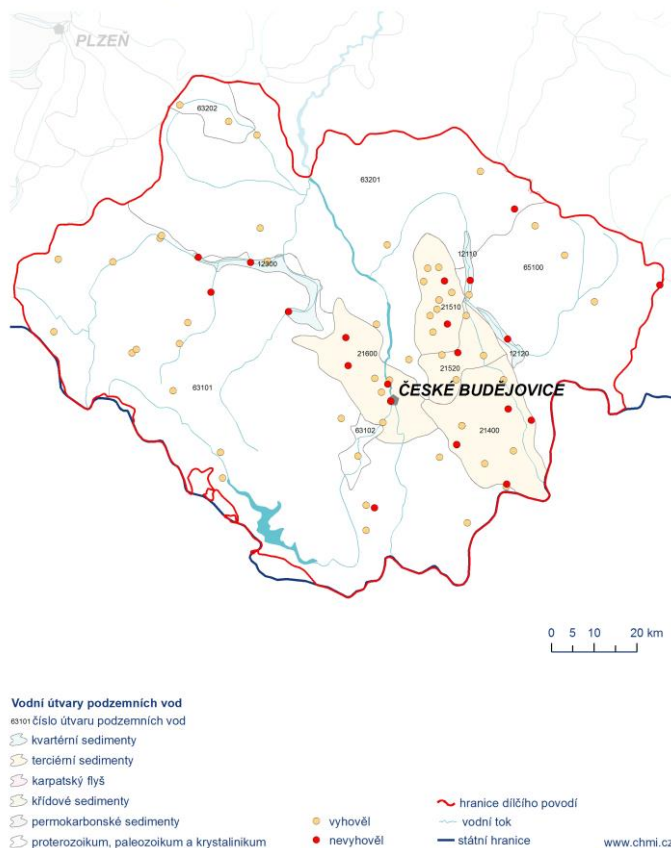 PLZEŇ
63202
63201
12110
65100
12300
21510
21600
12120
21520
ČESKÉ BUDĚJOVICE
63101
63102
21400
0 5 10 20 km
Vodní útvary podzemních vod
63101 číslo útvaru podzemních vod
kvartérní sedimenty
terciérní sedimenty
karpatský flyš
křídové sedimenty
permokarbonské sedimenty
proterozoikum, paleozoikum a krystalinikum
vyhověl
nevyhověl
hranice dílčího povodí
vodní tok
státní hranice
www.chmi.cz